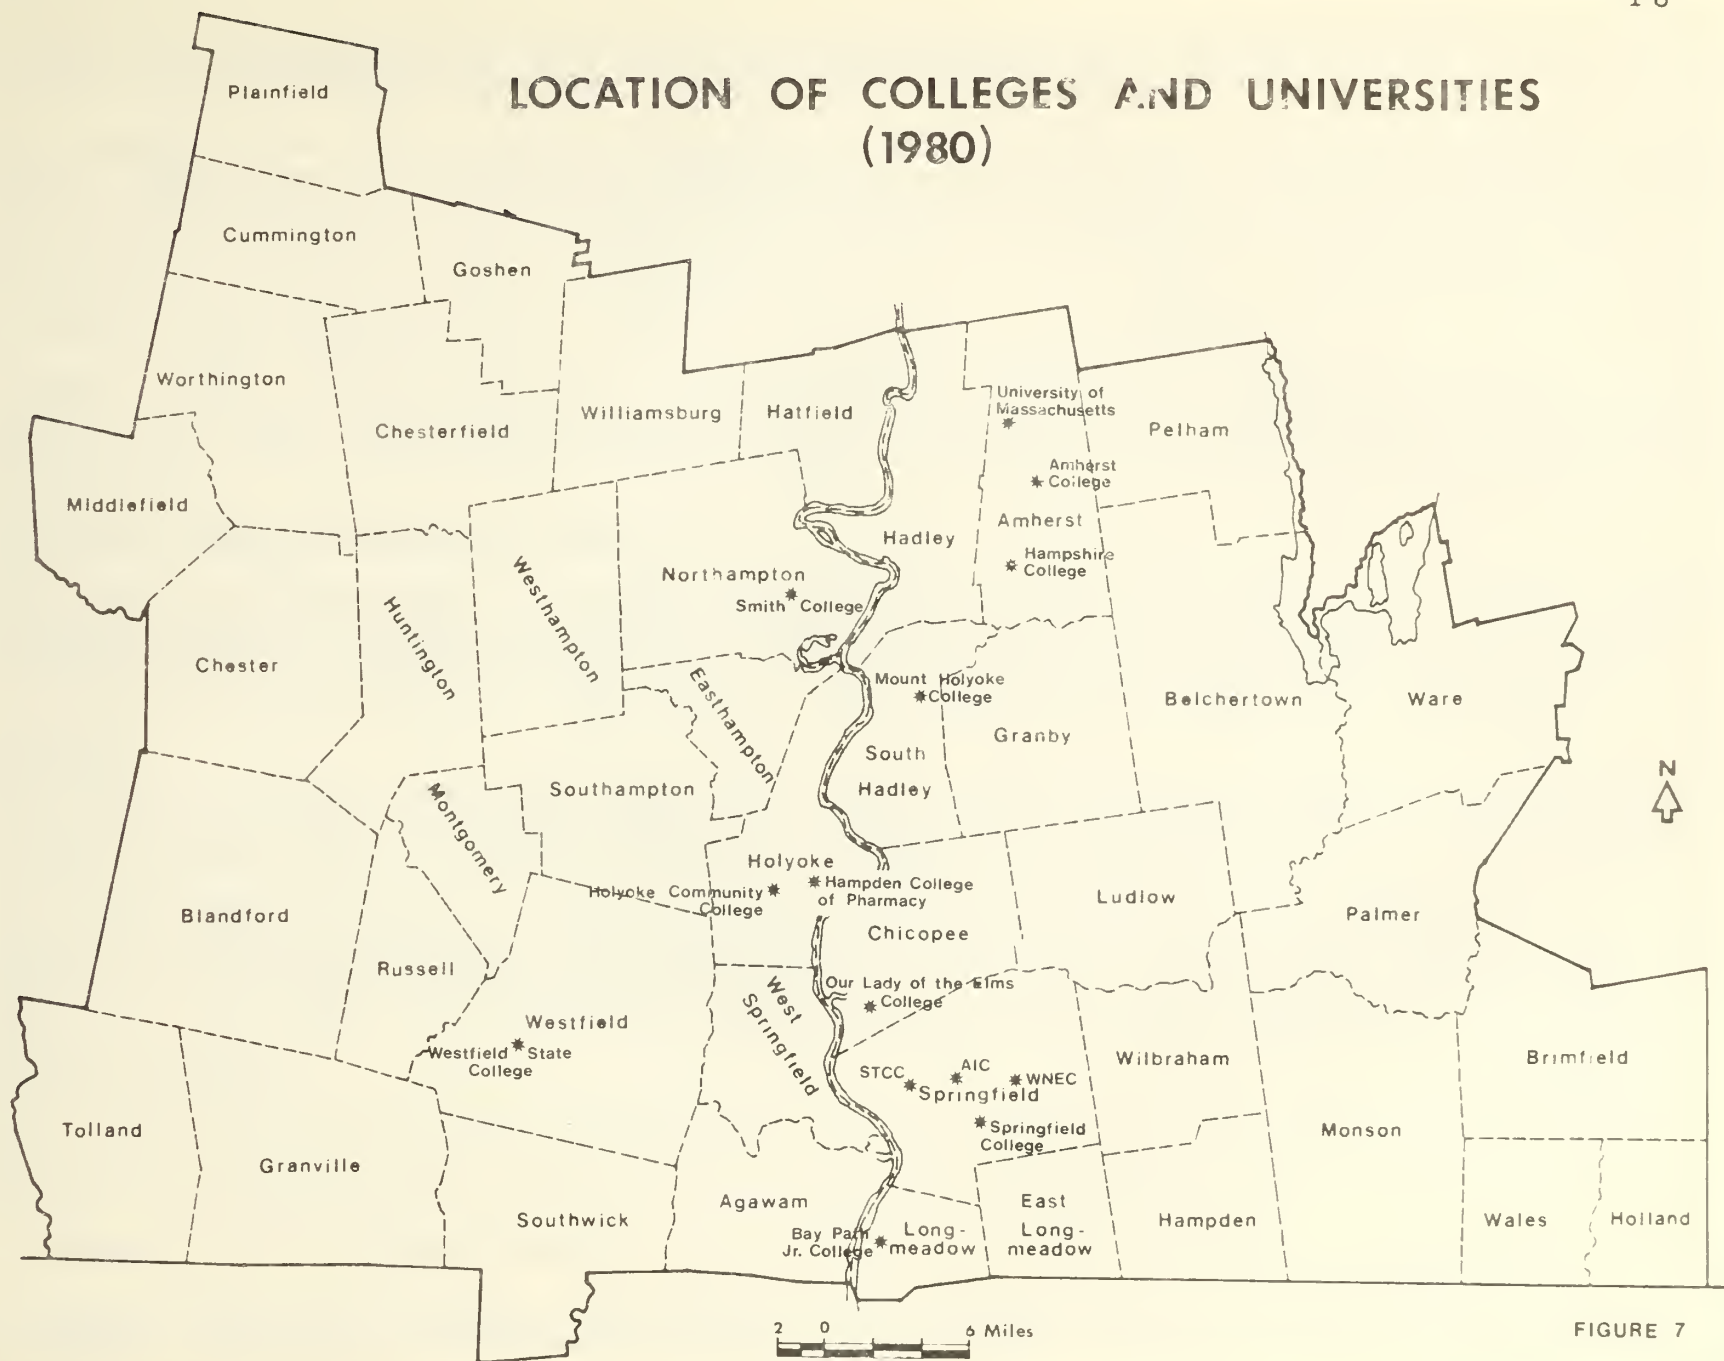 LOCATION OF COLLEGES AND UNIVERSITIES
(1980)
Plainfield
Cummington
Goshen
Worthington
Chesterfield
Williamsburg
Hatfield
University of
Massachusetts
Pelham
Amherst
College
Middlefield
Amherst
Hadley
Hampshire
College
Northampton
Smith College
Westhampton
Huntington
Chester
Easthampton
Mount Holyoke
College
Belchertown
Ware
Granby
South
Hadley
Southampton
Montgomery
N
Holyoke
Holyoke Community
College
Hampden College
of Pharmacy
Ludlow
Palmer
Blandford
Chicopee
Russell
West
Springfield
Our Lady of the Elms
College
Westfield
Westfield State
College
STCC
AIC
WNEC
Springfield
Springfield
College
Wilbraham
Brimfield
Tolland
Granville
Monson
Agawam
Southwick
Bay Path
Jr. College
Long-
meadow
East
Long-
meadow
Hampden
Wales
Holland
2 0 6 Miles
FIGURE 7